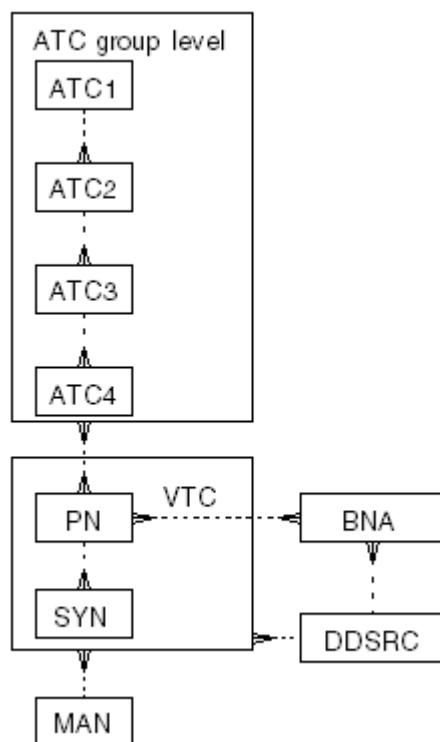 ATC group level
ATC1
ATC2
ATC3
ATC4
VTC
PN
BNA
SYN
DDSRC
MAN